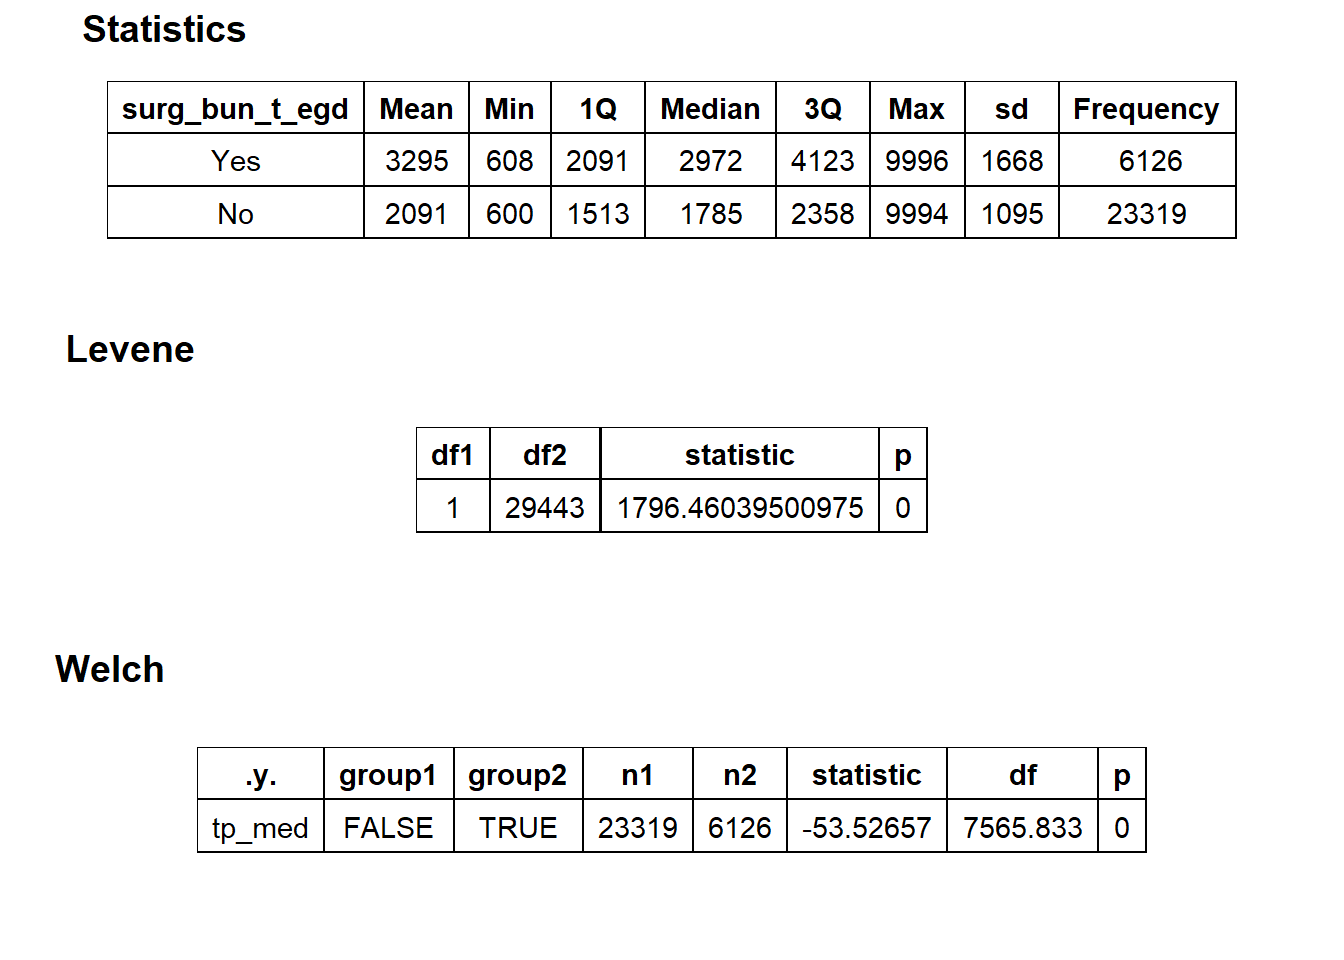 Statistics
surg_bun_t_egd Mean Min 1Q Median 3Q Max sd Frequency
Yes 3295 608 2091 2972 4123 9996 1668 6126
No 2091 600 1513 1785 2358 9994 1095 23319
Levene
df1 df2 statistic p
1 29443 1796.46039500975 0
Welch
.y. group1 group2 n1 n2 statistic df p
tp_med FALSE TRUE 23319 6126 -53.52657 7565.833 0